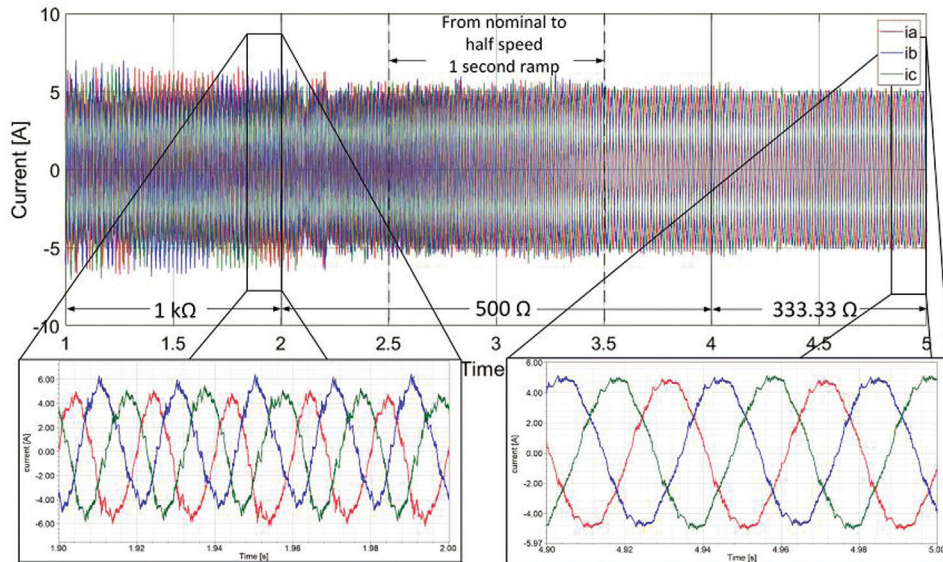 From nominal to
half speed
1 second ramp
ia
ib
ic
Current [A]
10
5
0
-5
-10
1 kΩ
500 Ω
333.33 Ω
1 1.5 2 2.5 3 3.5 4 4.5 5
Time
current [A]
6.00
4.00
2.00
0.00
-2.00
-4.00
-6.00
1.90 1.92 1.94 1.96 1.98 2.00
Time [s]
current [A]
6.00
4.00
2.00
0.00
-2.00
-4.00
-5.97
4.90 4.92 4.94 4.96 4.98 5.00
Time [s]